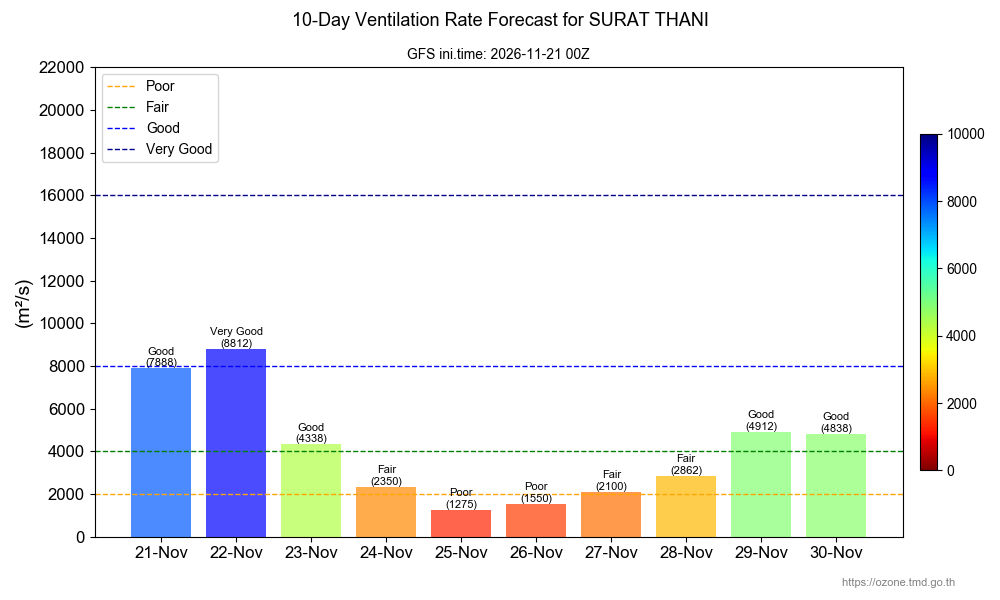 10-Day Ventilation Rate Forecast for SURAT THANI
GFS ini.time: 2026-11-21 00Z
22000
20000
18000
16000
14000
12000
10000
8000
6000
4000
2000
0
(m²/s)
Poor
Fair
Good
Very Good
Good
(7888)
Very Good
(8812)
Good
(4338)
Fair
(2350)
Poor
(1275)
Poor
(1550)
Fair
(2100)
Fair
(2862)
Good
(4912)
Good
(4838)
21-Nov 22-Nov 23-Nov 24-Nov 25-Nov 26-Nov 27-Nov 28-Nov 29-Nov 30-Nov
10000
8000
6000
4000
2000
0
https://ozone.tmd.go.th